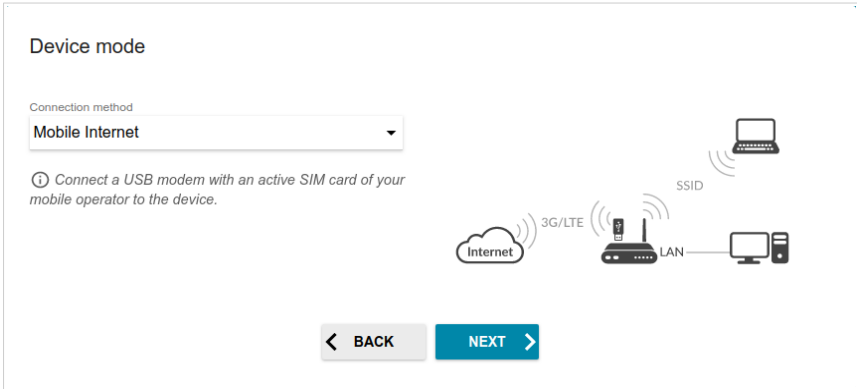 Device mode
Connection method
Mobile Internet
Connect a USB modem with an active SIM card of your
mobile operator to the device.
SSID
3G/LTE
Internet
LAN
BACK
NEXT